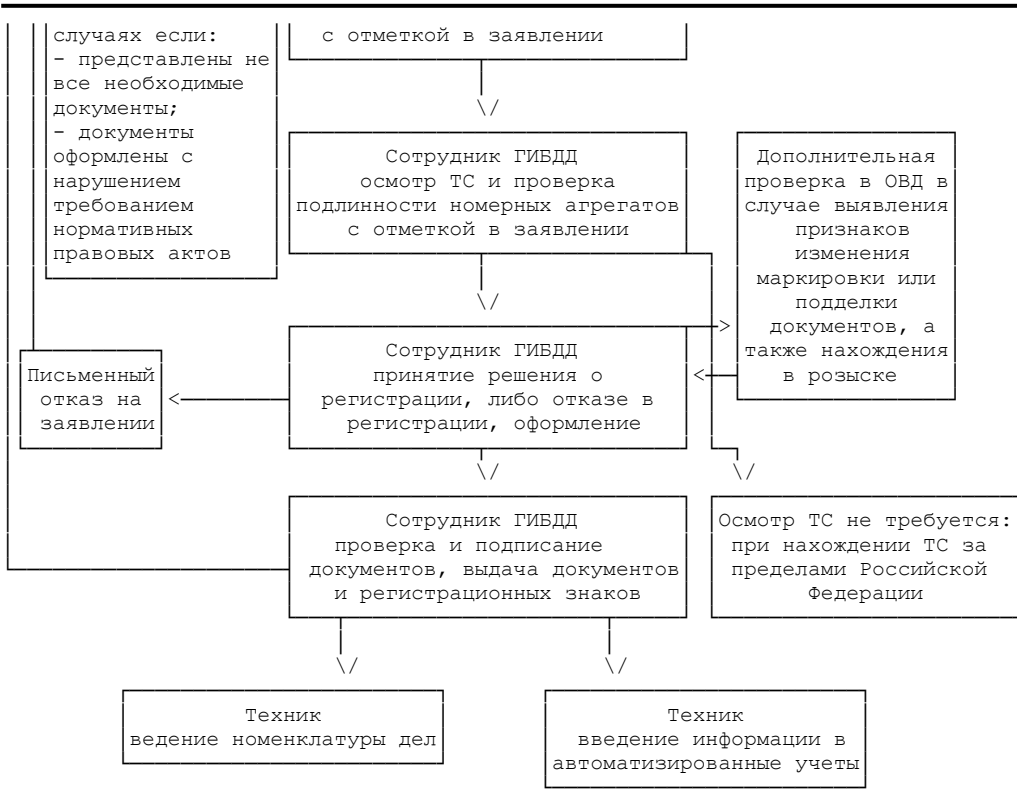 случаях если:
- представлены не
все необходимые
документы;
- документы
оформлены с
нарушением
требованием
нормативных
правовых актов
с отметкой в заявлении
Сотрудник ГИБДД
осмотр ТС и проверка
подлинности номерных агрегатов
с отметкой в заявлении
Дополнительная
проверка в ОВД в
случае выявления
признаков
изменения
маркировки или
подделки
документов, а
также нахождения
в розыске
Сотрудник ГИБДД
принятие решения о
регистрации, либо отказе в
регистрации, оформление
Письменный
отказ на
заявлении
Сотрудник ГИБДД
проверка и подписание
документов, выдача документов
и регистрационных знаков
Осмотр ТС не требуется:
при нахождении ТС за
пределами Российской
Федерации
Техник
ведение номенклатуры дел
Техник
введение информации в
автоматизированные учеты